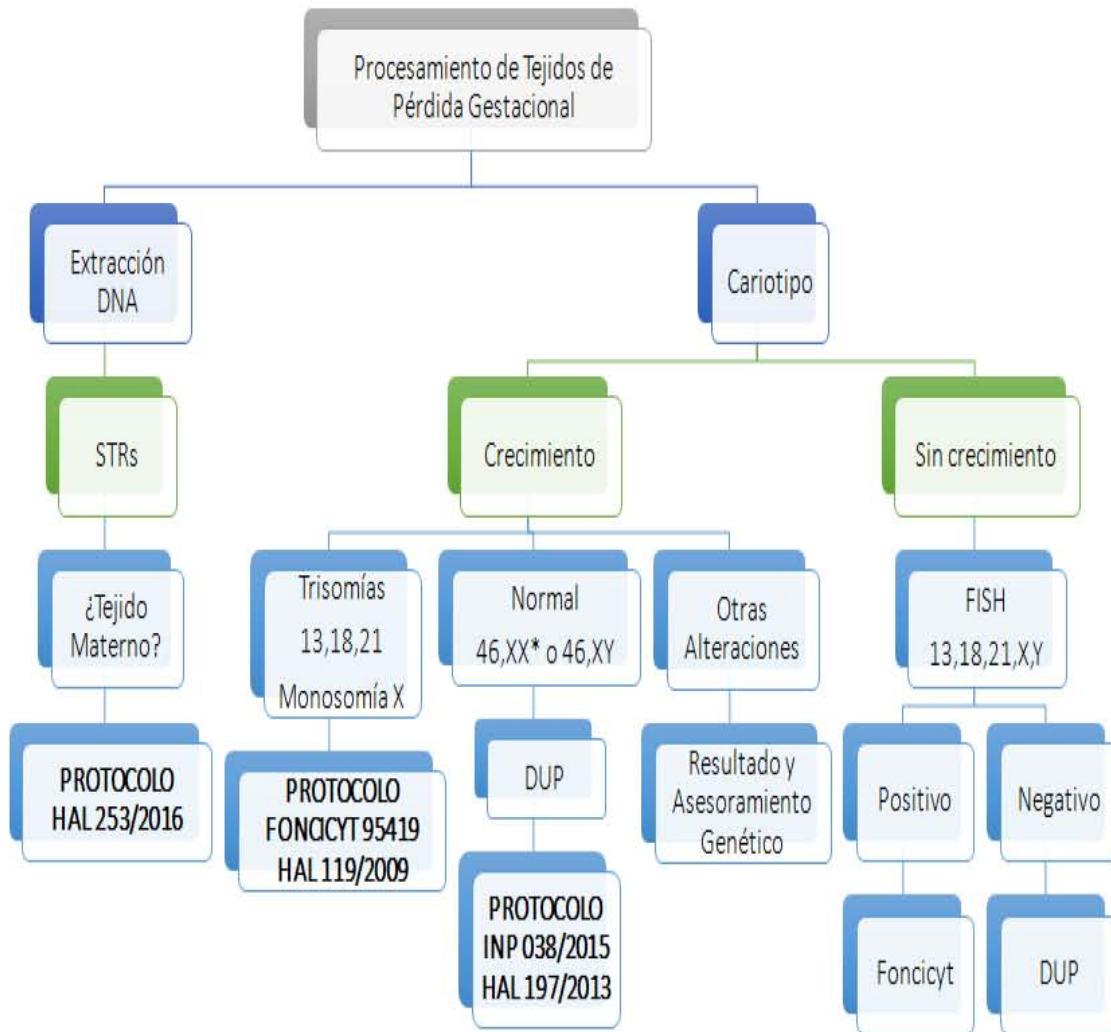 Procesamiento de Tejidos de
Pérdida Gestacional
Extracción
DNA
Cariotipo
STRs
Crecimiento
Sin crecimiento
¿Tejido
Materno?
Trisomías
13,18,21
Monosomía X
Normal
46,XX* o 46,XY
Otras
Alteraciones
FISH
13,18,21,X,Y
PROTOCOLO
HAL 253/2016
PROTOCOLO
FONCICYT 95419
HAL 119/2009
DUP
Resultado y
Asesoramiento
Genético
Positivo
Negativo
PROTOCOLO
INP 038/2015
HAL 197/2013
Foncicyt
DUP